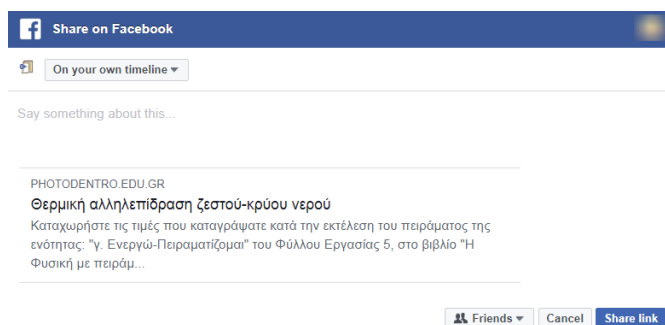 Share on Facebook
On your own timeline
Say something about this...
PHOTODENTRO.EDU.GR
Θερμική αλληλεπίδραση ζεστού-κρύου νερού
Καταχωρήστε τις τιμές που καταγράψατε κατά την εκτέλεση του πειράματος της
ενότητας: "γ. Ενεργώ-Πειραματίζομαι" του Φύλλου Εργασίας 5, στο βιβλίο "Η
Φυσική με πειράμ...
Friends Cancel Share link